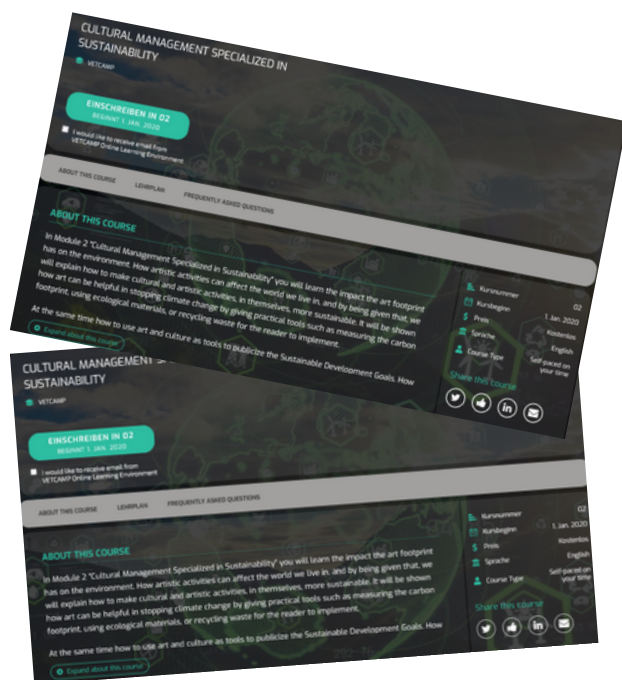 CULTURAL MANAGEMENT SPECIALIZED IN
SUSTAINABILITY
VETCAMP
EINSCHREIBEN IN 02
BEGINNT 1. JAN. 2020
I would like to receive email from
VETCAMP Online Learning Environment
ABOUT THIS COURSE LEHRPLAN FREQUENTLY ASKED QUESTIONS
ABOUT THIS COURSE
In Module 2 "Cultural Management Specialized in Sustainability" you will learn the impact the art footprint
has on the environment. How artistic activities can affect the world we live in, and by being given that, we
will explain how to make cultural and artistic activities, in themselves, more sustainable. It will be shown
how art can be helpful in stopping climate change by giving practical tools such as measuring the carbon
footprint, using ecological materials, or recycling waste for the reader to implement.
At the same time how to use art and culture as tools to publicize the Sustainable Development Goals. How
Expand about this course
Kursnummer 02
Kursbeginn 1. Jan. 2020
Preis Kostenlos
Sprache English
Course Type Self-paced on
your time
Share this course
CULTURAL MANAGEMENT
SUSTAINABILITY
VETCAMP
EINSCHREIBEN IN 02
BEGINNT 1. JAN. 2020
I would like to receive email from
VETCAMP Online Learning Environment
ABOUT THIS COURSE LEHRPLAN FREQUENTLY ASKED QUESTIONS
ABOUT THIS COURSE
In Module 2 "Cultural Management Specialized in Sustainability" you will learn the impact the art footprint
has on the environment. How artistic activities can affect the world we live in, and by being given that, we
will explain how to make cultural and artistic activities, in themselves, more sustainable. It will be shown
how art can be helpful in stopping climate change by giving practical tools such as measuring the carbon
footprint, using ecological materials, or recycling waste for the reader to implement.
At the same time how to use art and culture as tools to publicize the Sustainable Development Goals. How
Expand about this course
Kursnummer 02
Kursbeginn 1. Jan. 2020
Preis Kostenlos
Sprache English
Course Type Self-paced on
your time
Share this course